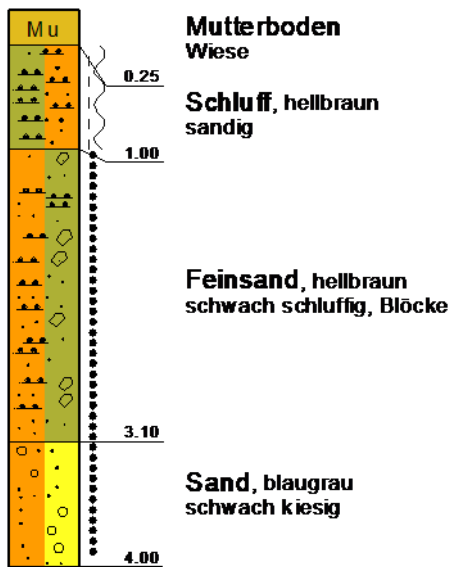 Mu
Mutterboden
Wiese
0.25
Schluff, hellbraun
sandig
1.00
Feinsand, hellbraun
schwach schluffig, Blöcke
3.10
Sand, blaugrau
schwach kiesig
4.00